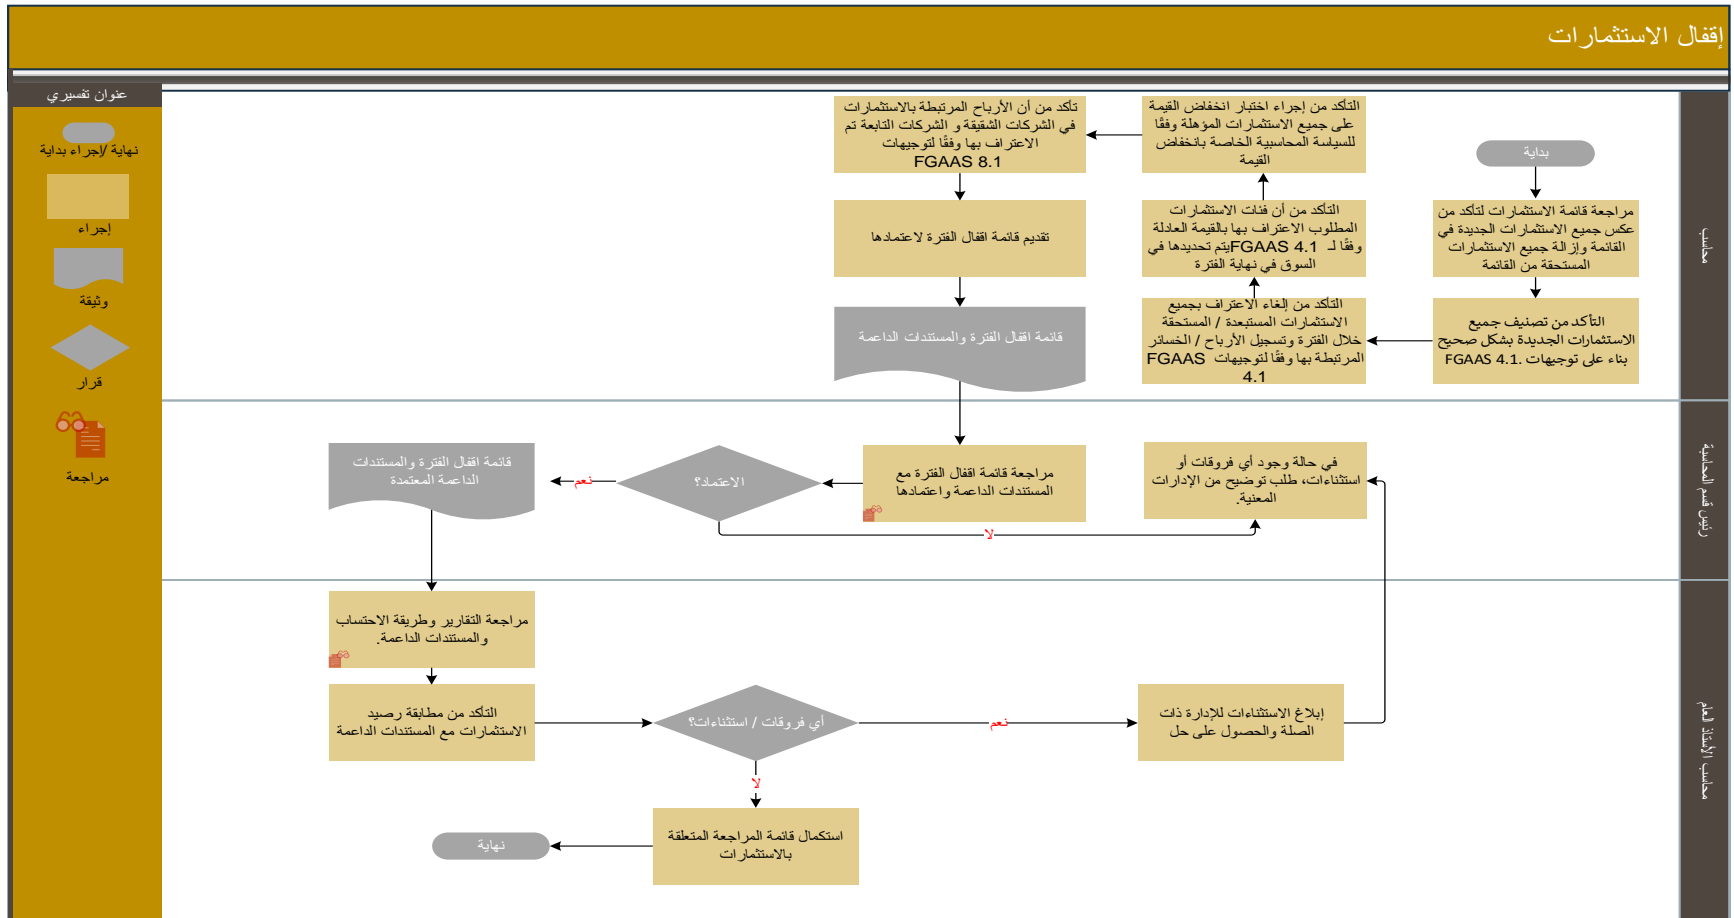 إقفال الاستثمارات
عنوان تفسيري
نهاية /إجراء بداية
إجراء
وثيقة
قرار
مراجعة
محاسب
بداية
مراجعة قائمة الاستثمارات لتأكد من
عكس جميع الاستثمارات الجديدة في
القائمة وإزالة جميع الاستثمارات
المستحقة من القائمة
التأكد من تصنيف جميع
الاستثمارات الجديدة بشكل صحيح
بناء على توجيهات .FGAAS 4.1
التأكد من إلغاء الاعتراف بجميع
الاستثمارات المستبعدة / المستحقة
خلال الفترة وتسجيل الأرباح / الخسائر
المرتبطة بها وفقًا لتوجيهات FGAAS
4.1
التأكد من أن فئات الاستثمارات
المطلوب الاعتراف بها بالقيمة العادلة
وفقًا لـ FGAAS 4.1يتم تحديدها في
السوق في نهاية الفترة
التأكد من إجراء اختبار انخفاض القيمة
على جميع الاستثمارات المؤهلة وفقًا
للسياسة المحاسبية الخاصة بانخفاض
القيمة
تأكد من أن الأرباح المرتبطة بالاستثمارات
في الشركات الشقيقة و الشركات التابعة تم
الاعتراف بها وفقًا لتوجيهات
FGAAS 8.1
تقديم قائمة اقفال الفترة لاعتمادها
قائمة اقفال الفترة والمستندات الداعمة
رئيس قسم المحاسبة
مراجعة قائمة اقفال الفترة مع
المستندات الداعمة واعتمادها
الاعتماد؟
نعم
لا
قائمة اقفال الفترة والمستندات
الداعمة المعتمدة
في حالة وجود أي فروقات أو
استثناءات، طلب توضيح من الإدارات
المعنية.
محاسب الأستاذ العام
مراجعة التقارير وطريقة الاحتساب
والمستندات الداعمة.
التأكد من مطابقة رصيد
الاستثمارات مع المستندات الداعمة
أي فروقات / استثناءات؟
نعم
لا
إبلاغ الاستثناءات للإدارة ذات
الصلة والحصول على حل
استكمال قائمة المراجعة المتعلقة
بالاستثمارات
نهاية